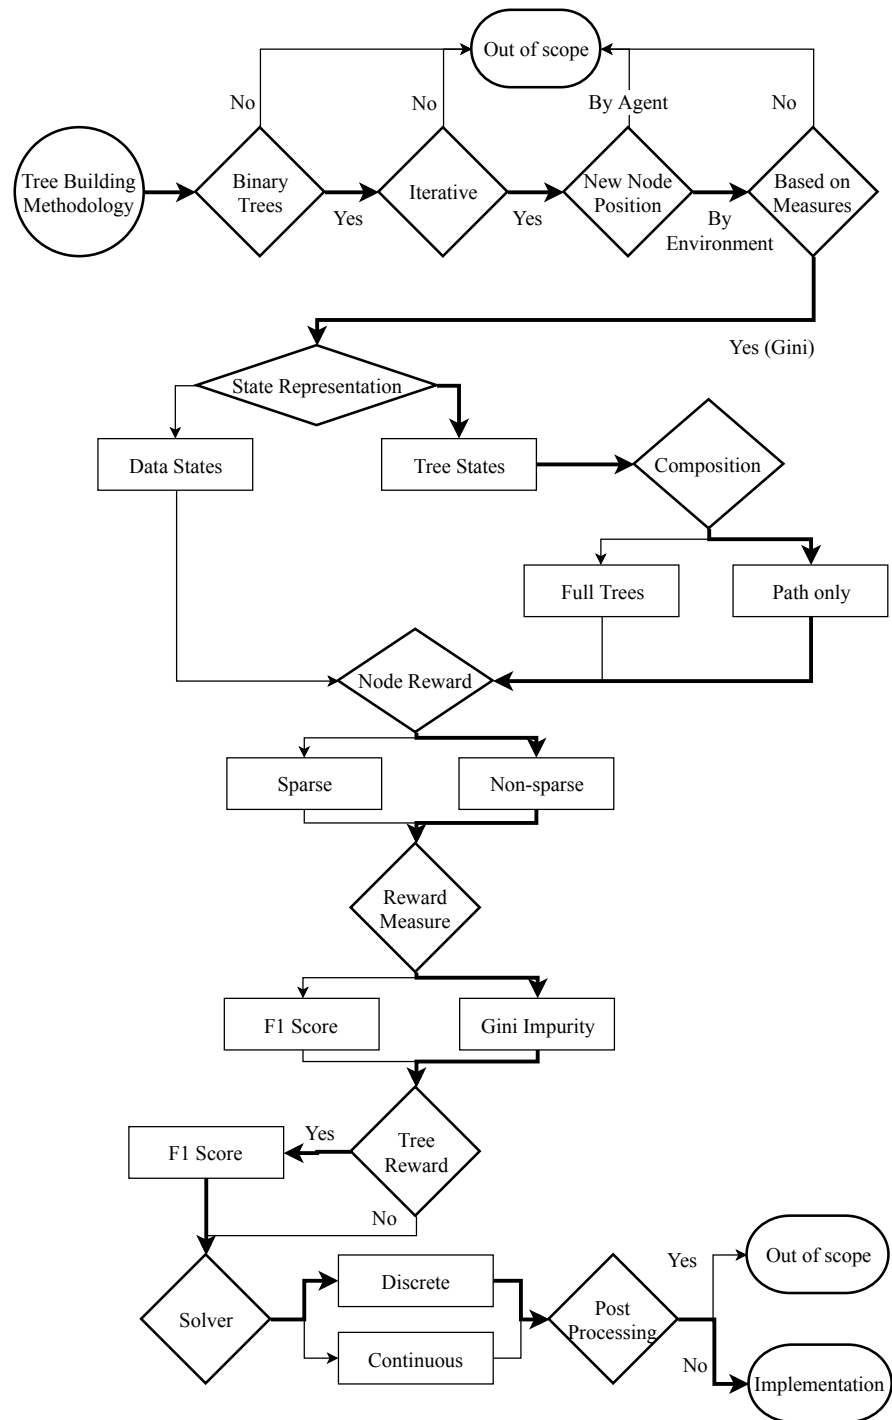 Out of scope
No
No
By Agent
No
Tree Building
Methodology
Binary
Trees
Yes
Iterative
Yes
New Node
Position
By
Environment
Based on
Measures
Yes (Gini)
State Representation
Data States
Tree States
Composition
Full Trees
Path only
Node Reward
Sparse
Non-sparse
Reward
Measure
F1 Score
Gini Impurity
Tree
Reward
Yes
F1 Score
No
Solver
Discrete
Continuous
Post
Processing
Yes
Out of scope
No
Implementation